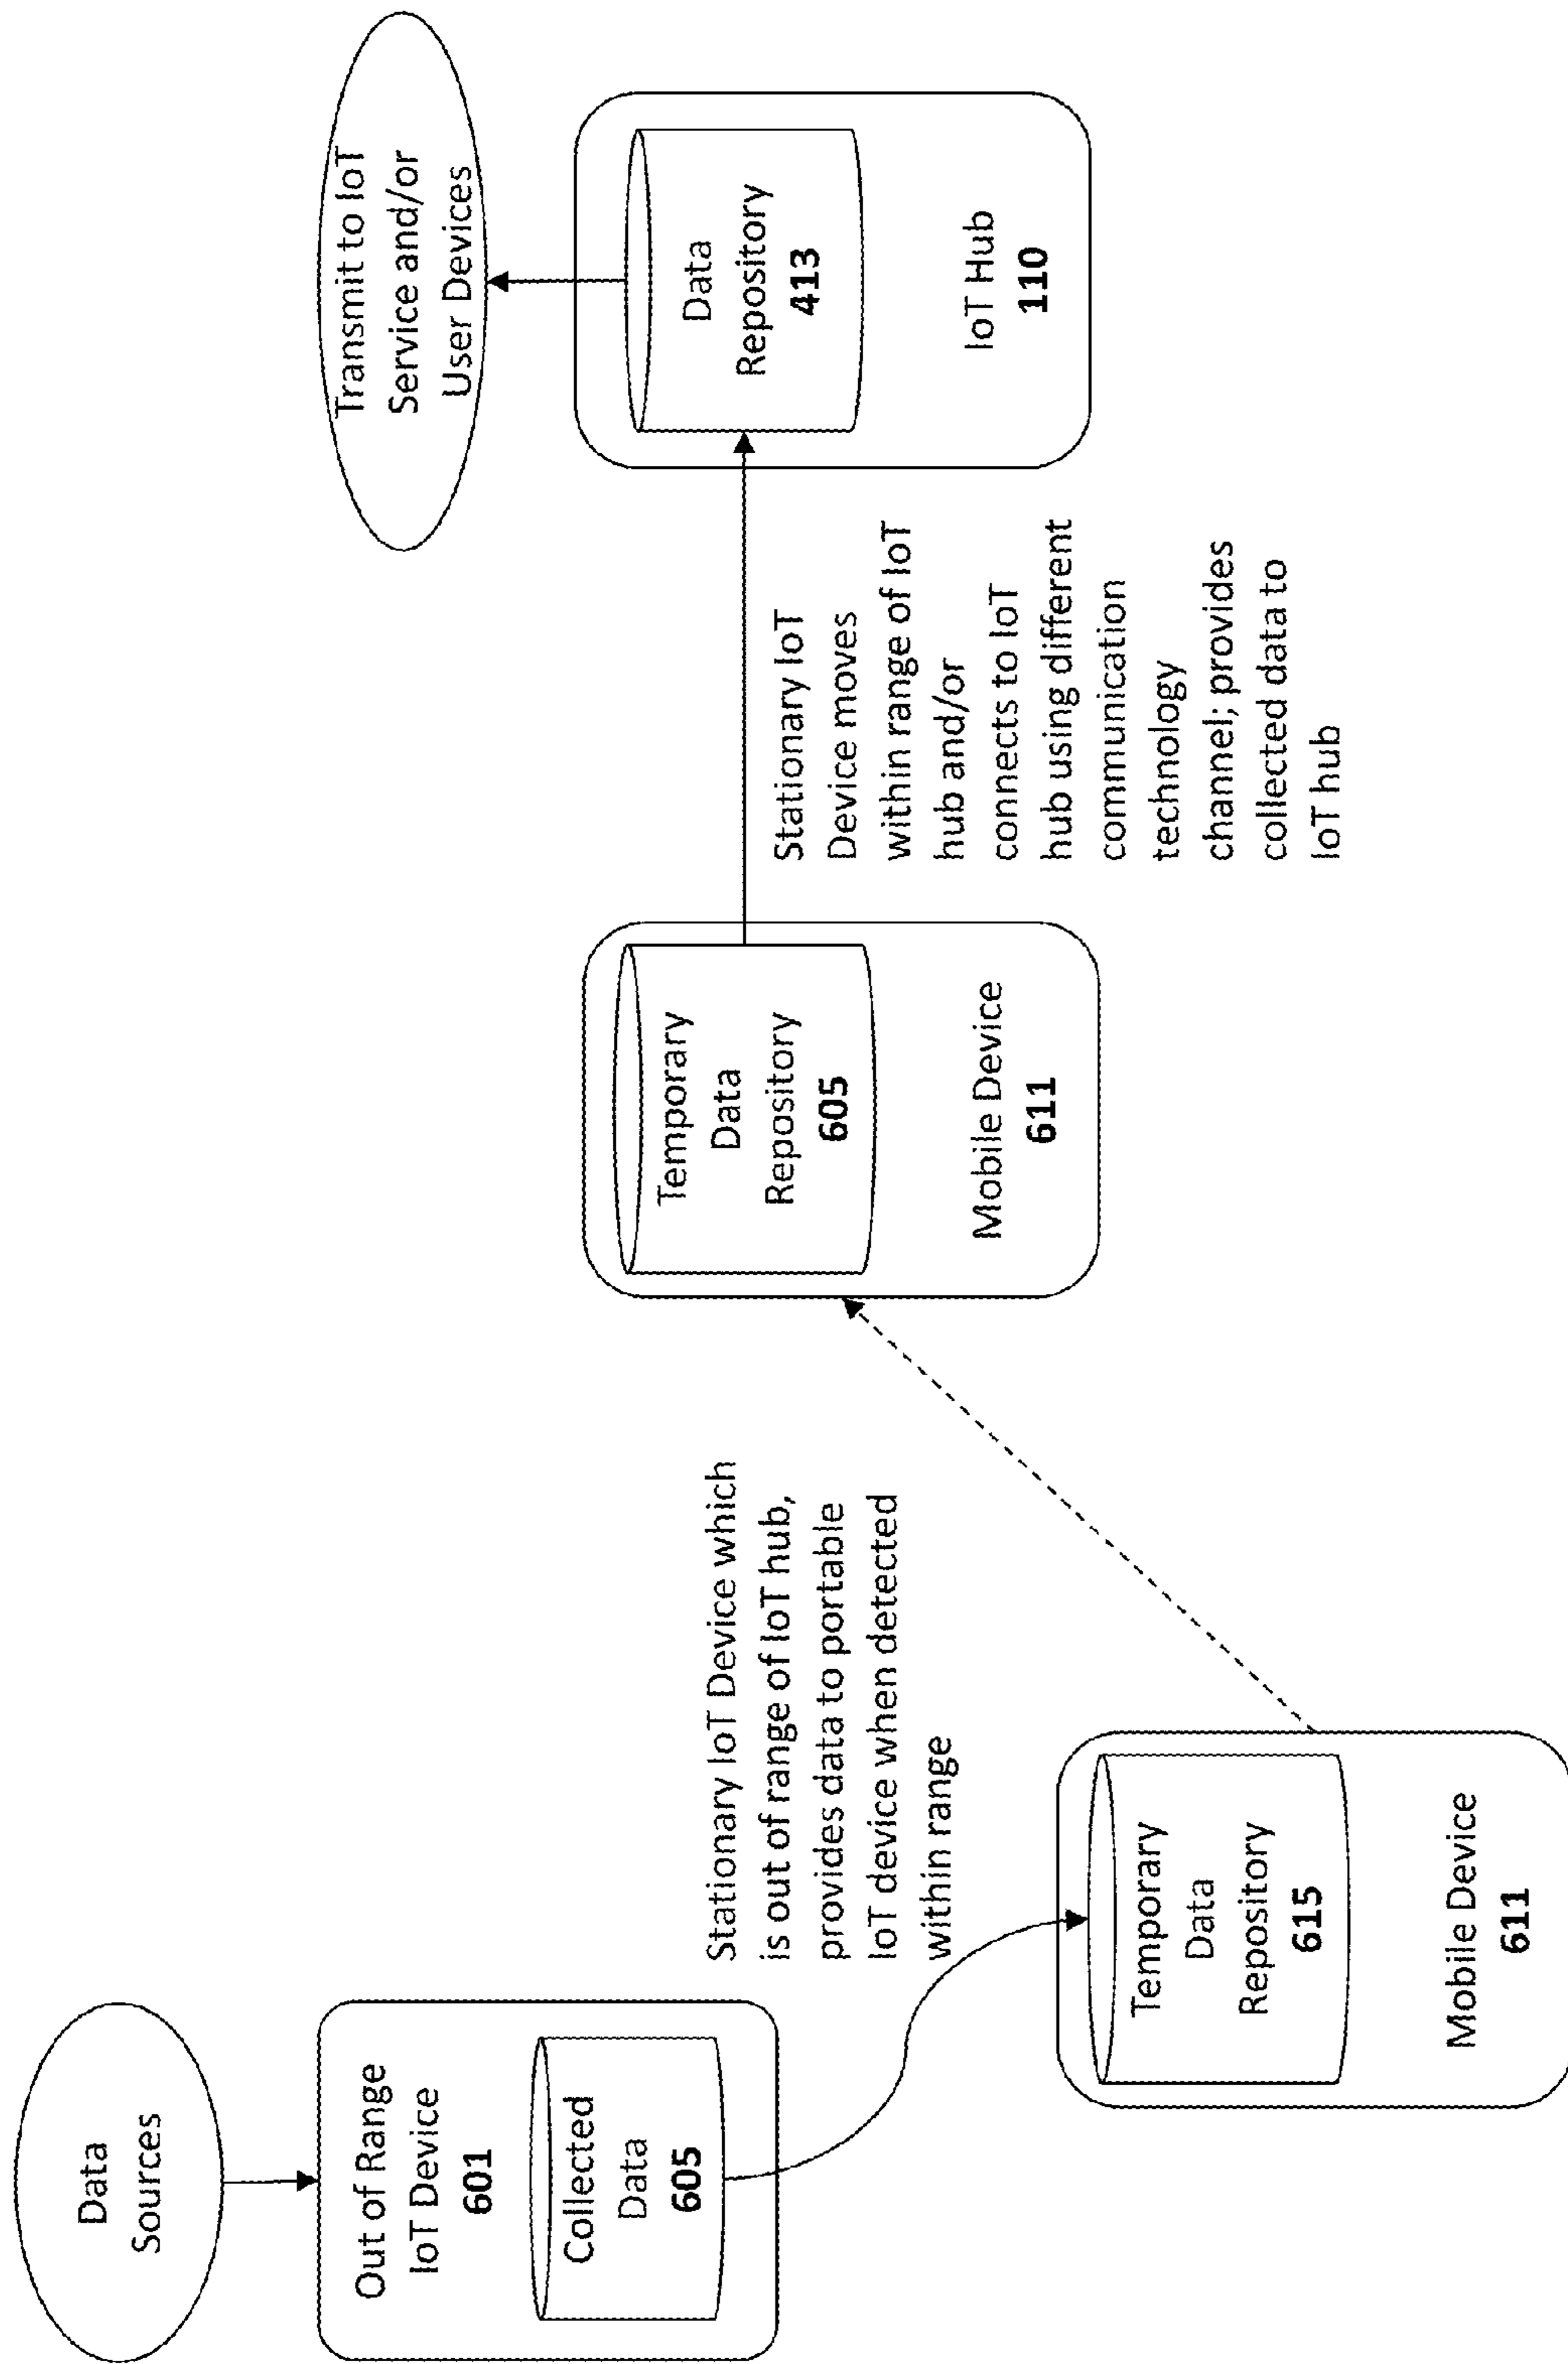 Data
Sources
Out of Range
IoT Device
601
Collected
Data
605
Stationary IoT Device which
is out of range of IoT hub,
provides data to portable
IoT device when detected
within range
Temporary
Data
Repository
615
Mobile Device
611
Temporary
Data
Repository
605
Mobile Device
611
Stationary IoT
Device moves
within range of IoT
hub and/or
connects to IoT
hub using different
communication
technology
channel; provides
collected data to
IoT hub
Data
Repository
413
IoT Hub
110
Transmit to IoT
Service and/or
User Devices